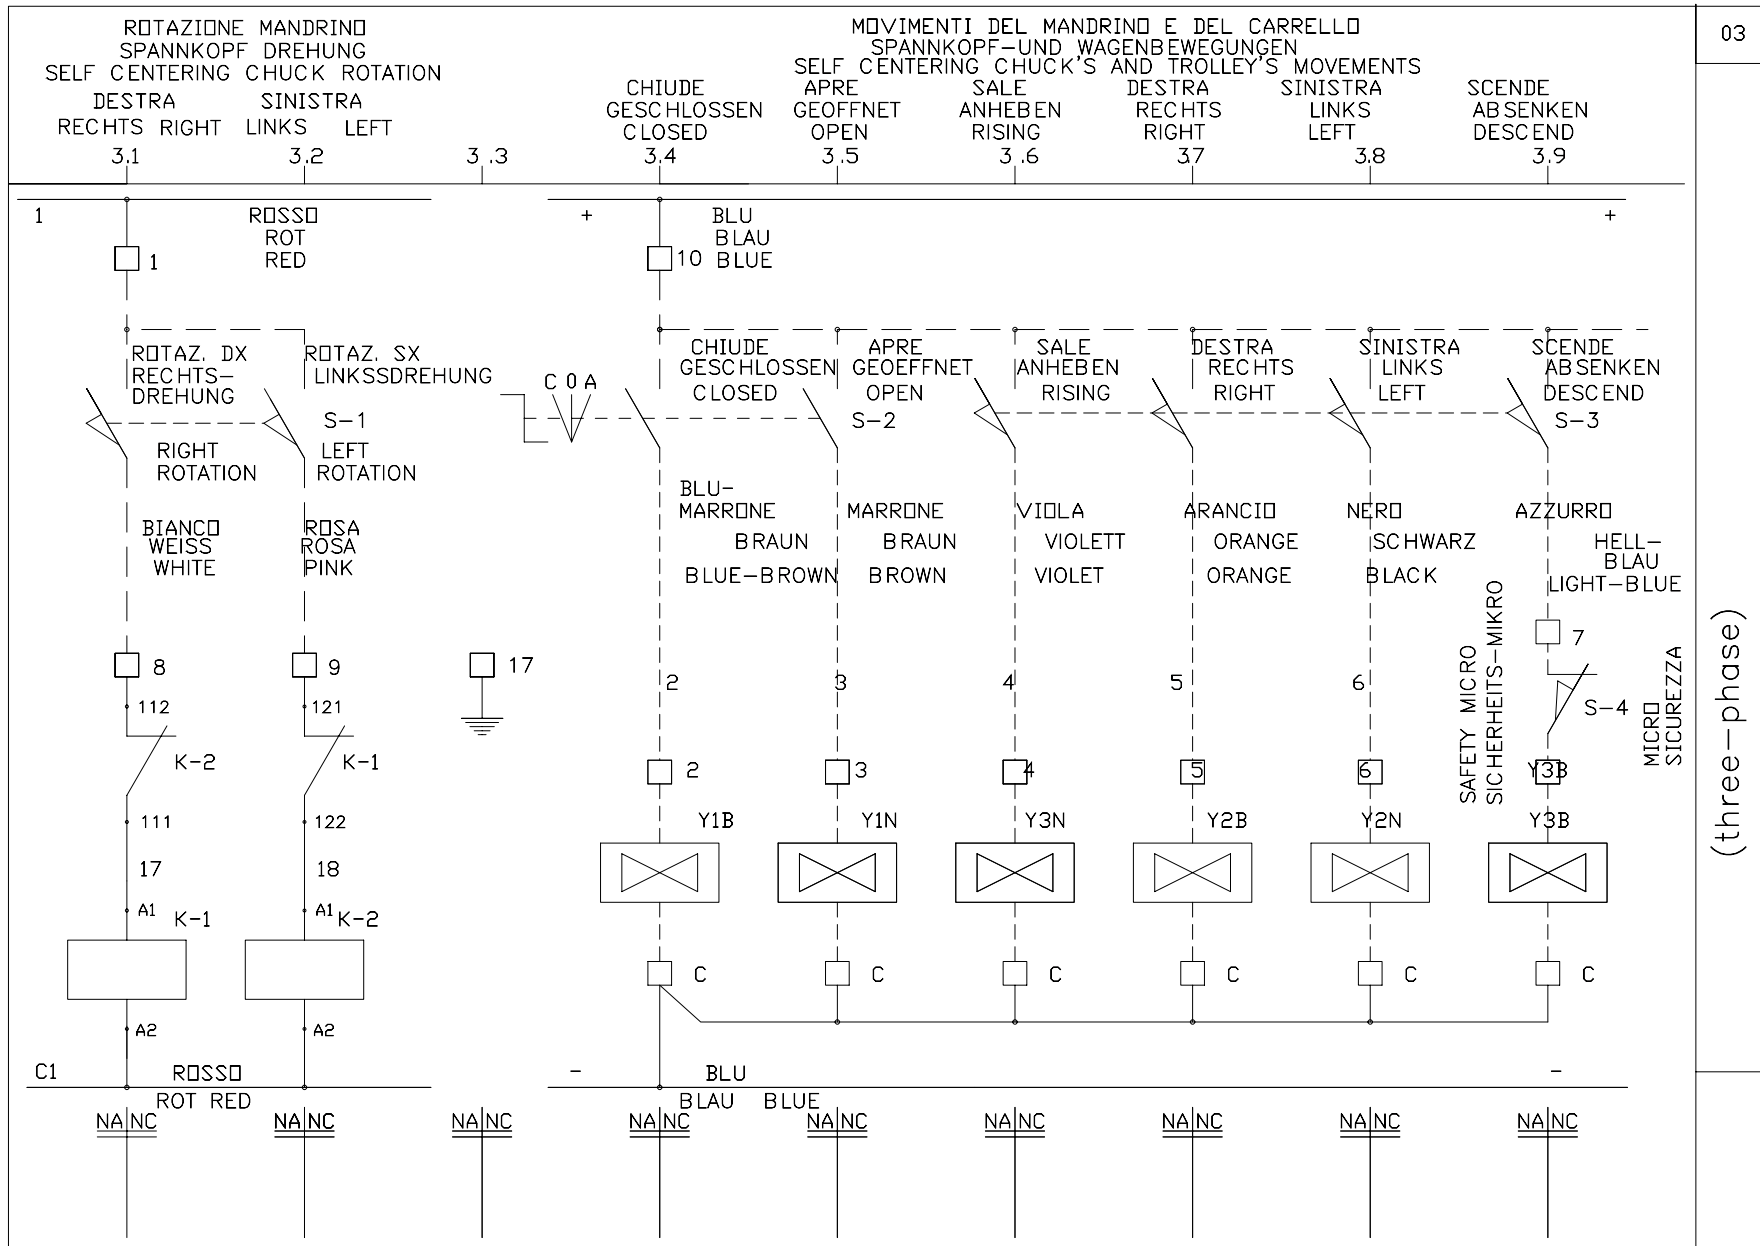 ROTAZIONE MANDRINO
SPANNKOPF DREHUNG
SELF CENTERING CHUCK ROTATION
DESTRA SINISTRA
RECHTS RIGHT LINKS LEFT
MOVIMENTI DEL MANDRINO E DEL CARRELLO
SPANNKOPF-UND WAGENBEWEGUNGEN
SELF CENTERING CHUCK'S AND TROLLEY'S MOVEMENTS
CHIUDE APRE SALE DESTRA SINISTRA SCENDE
GESCHLOSSEN GEOFFNET ANHEBEN RECHTS LINKS ABSENKEN
CLOSED OPEN RISING RIGHT LEFT DESCEND
3.1 3.2 3.3 3.4 3.5 3.6 3.7 3.8 3.9
03
1 ROSSO + BLU +
ROT BLAU
RED BLUE
1 10
ROTAZ. DX ROTAZ. SX
RECHTS- LINKSSDREHUNG
DREHUNG
CHIUDE APRE SALE DESTRA SINISTRA SCENDE
GESCHLOSSEN GEOEFFNET ANHEBEN RECHTS LINKS ABSENKEN
CLOSED OPEN RISING RIGHT LEFT DESCEND
C O A
S-1 S-2 S-3
RIGHT LEFT
ROTATION ROTATION
BLU-
MARRONE MARRONE VIOLA ARANCIO NERO AZZURRO
BIANCO ROSA
WEISS ROSA
WHITE PINK
BRAUN BRAUN VIOLETT ORANGE SCHWARZ HELL-
BLAU
BLUE-BROWN BROWN VIOLET ORANGE BLACK LIGHT-BLUE
7
8 9 17
2 3 4 5 6
112 121
S-4
SAFETY MICRO
SICHERHEITS-MIKRO
MICRO
SICUREZZA
(three-phase)
K-2 K-1
2 3 4 5 6 Y3B
111 122
Y1B Y1N Y3N Y2B Y2N Y3B
17 18
A1 K-1 A1 K-2
C C C C C C
A2 A2
C1 ROSSO - BLU -
ROT RED BLAU BLUE
NA NC NA NC NA NC NA NC NA NC NA NC NA NC NA NC NA NC